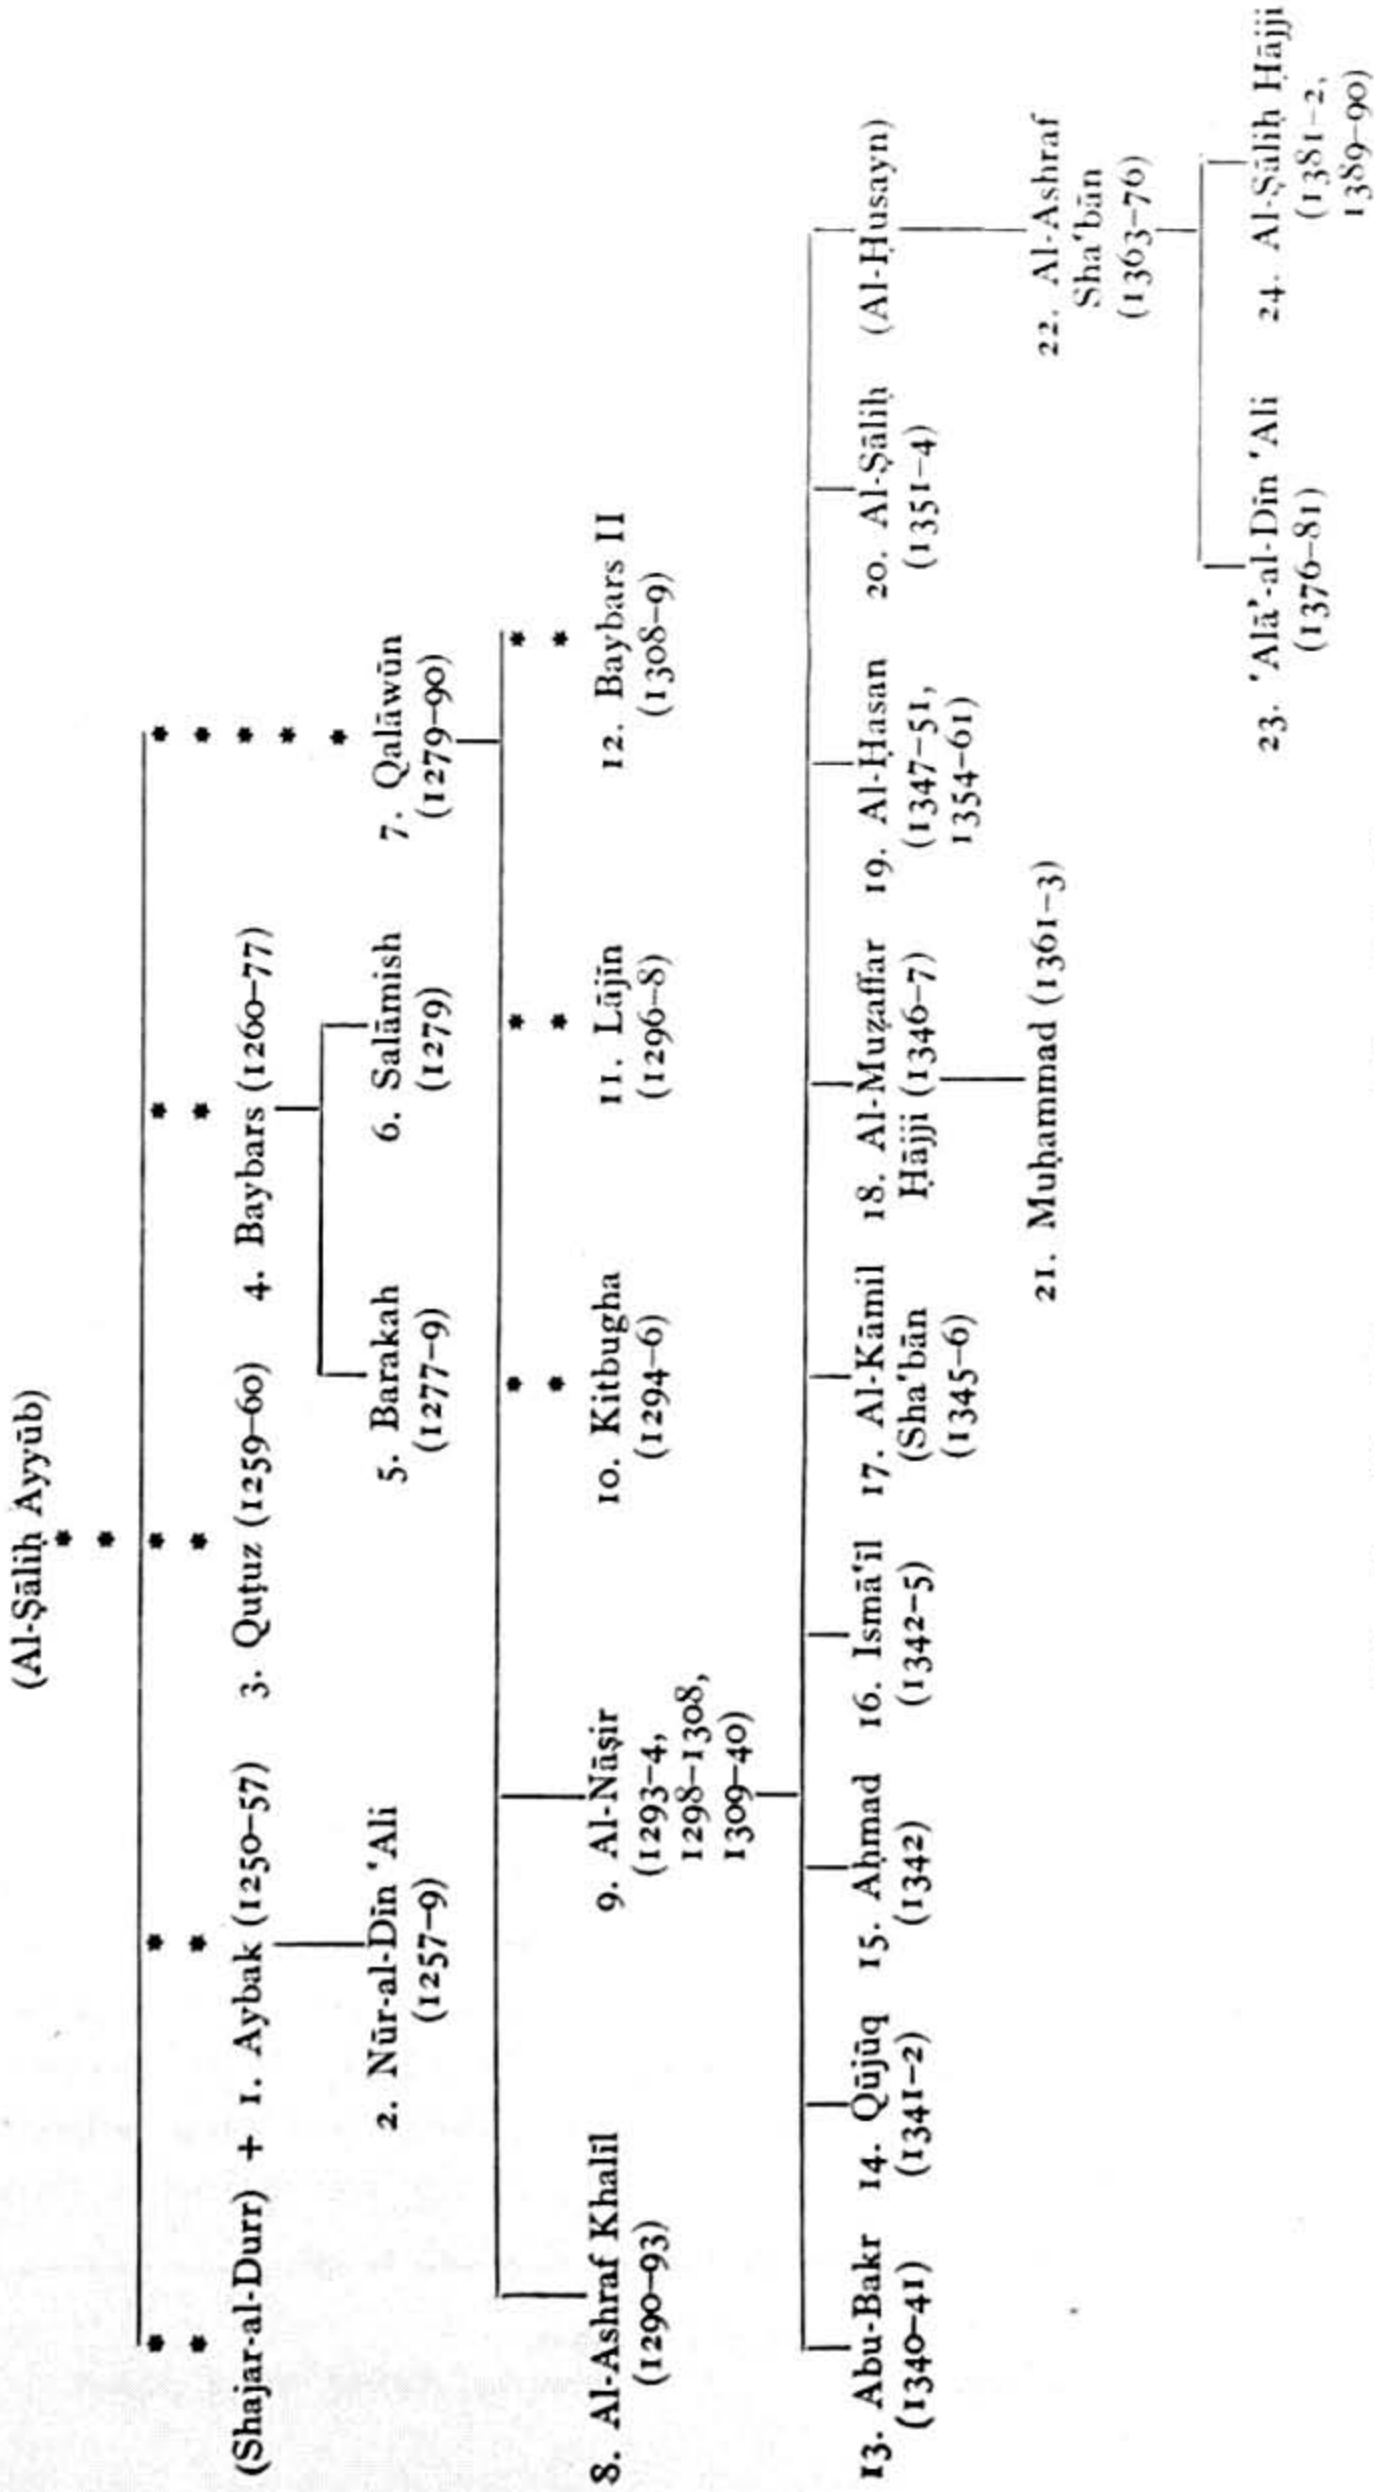 (Al-Ṣāliḥ Ayyūb)
(Shajar-al-Durr) + 1. Aybak (1250–57) 3. Quṭuz (1259–60) 4. Baybars (1260–77)
2. Nūr-al-Dīn ‘Ali
(1257–9)
5. Barakah
(1277–9)
6. Salāmish
(1279)
7. Qalāwūn
(1279–90)
8. Al-Ashraf Khalīl
(1290–93)
9. Al-Nāṣir
(1293–4,
1298–1308,
1309–40)
10. Kitbugha
(1294–6)
11. Lājīn
(1296–8)
12. Baybars II
(1308–9)
13. Abu-Bakr
(1340–41)
14. Qūjūq
(1341–2)
15. Aḥmad
(1342)
16. Ismā‘īl
(1342–5)
17. Al-Kāmil
(Sha‘bān
(1345–6)
18. Al-Muẓaffar
Ḥājji (1346–7)
19. Al-Ḥasan
(1347–51,
1354–61)
20. Al-Ṣāliḥ
(1351–4)
(Al-Ḥusayn)
21. Muḥammad (1361–3)
22. Al-Ashraf
Sha‘bān
(1363–76)
23. ‘Alā’-al-Dīn ‘Ali
(1376–81)
24. Al-Ṣāliḥ Ḥājji
(1381–2,
1389–90)